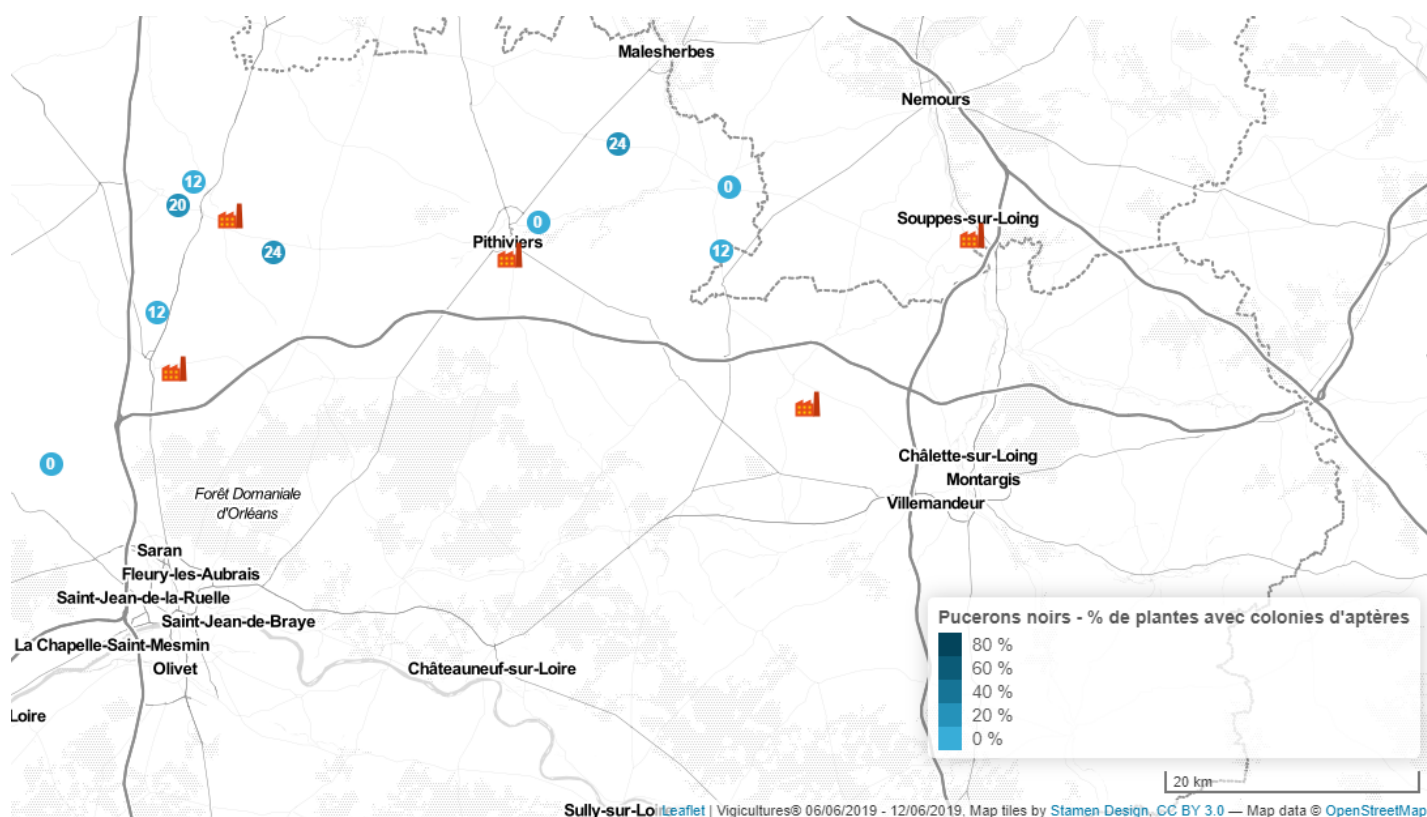 Malesherbes
Nemours
24
12
0
20
Souppes-sur-Loing
0
Pithiviers
24
12
12
Châlette-sur-Loing
0
Montargis
Forêt Domaniale
d'Orléans
Villemandeur
Saran
Fleury-les-Aubrais
Saint-Jean-de-la-Ruelle
Saint-Jean-de-Braye
La Chapelle-Saint-Mesmin
Olivet
Châteauneuf-sur-Loire
Loire
Pucerons noirs - % de plantes avec colonies d'aptères
80 %
60 %
40 %
20 %
0 %
20 km
Sully-sur-Loi
Leaflet | Vigicultures® 06/06/2019 - 12/06/2019, Map tiles by Stamen Design, CC BY 3.0 — Map data © OpenStreetMap